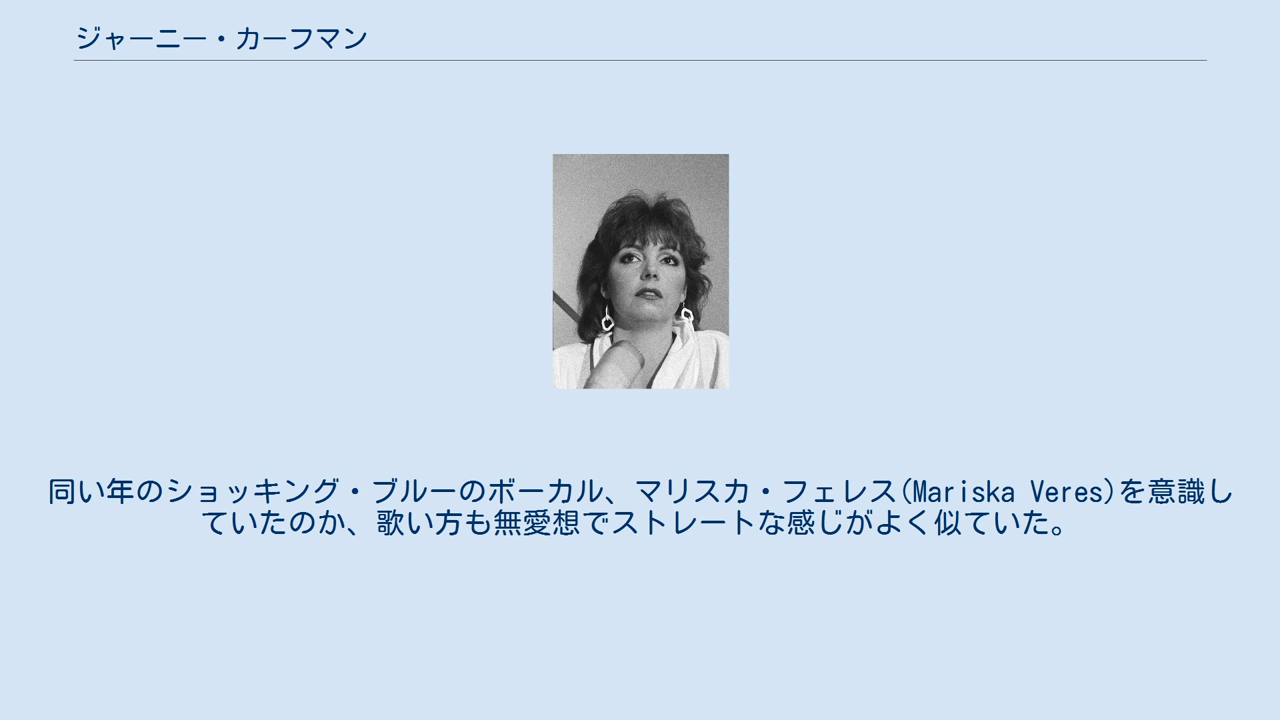 ジャーニー・カーフマン
同い年のショッキング・ブルーのボーカル、マリスカ・フェレス(Mariska Veres)を意識し
ていたのか、歌い方も無愛想でストレートな感じがよく似ていた。